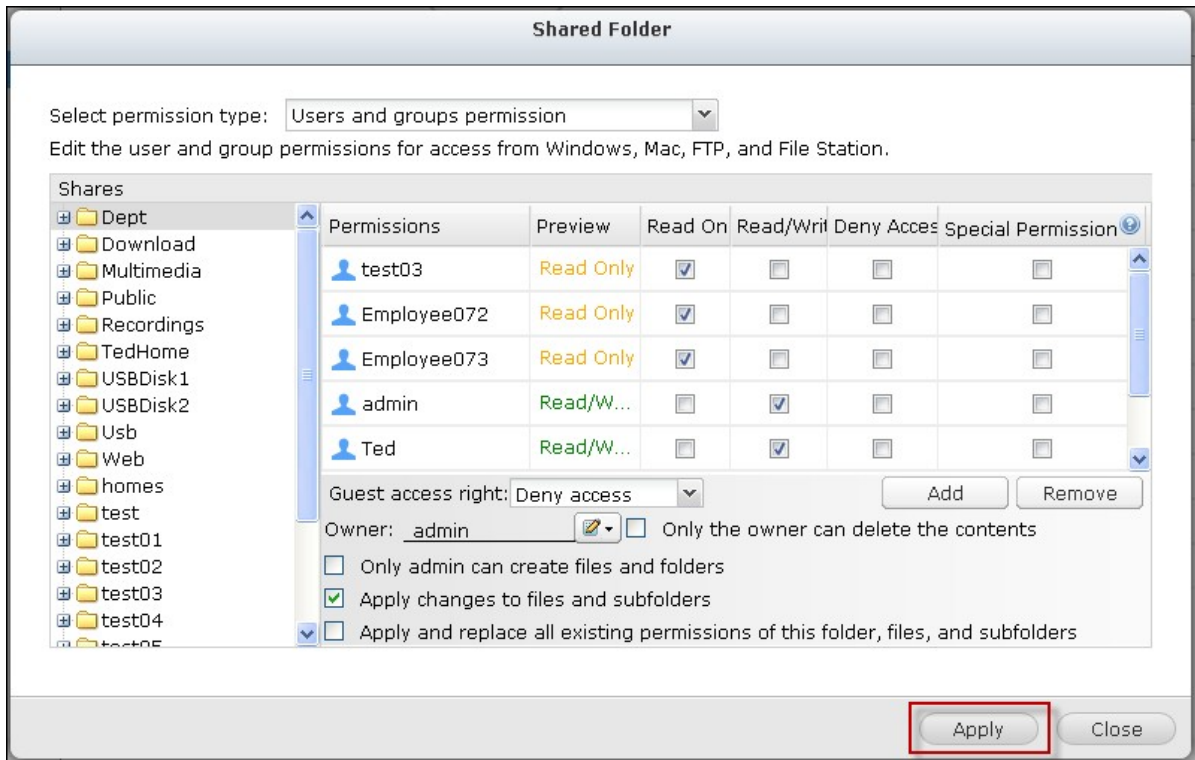 Shared Folder
Select permission type: Users and groups permission
Edit the user and group permissions for access from Windows, Mac, FTP, and File Station.
Shares
Dept
Download
Multimedia
Public
Recordings
TedHome
USBDisk1
USBDisk2
Usb
Web
homes
test
test01
test02
test03
test04
Permissions Preview Read On Read/Writ Deny Acces Special Permission
test03 Read Only
Employee072 Read Only
Employee073 Read Only
admin Read/W...
Ted Read/W...
Guest access right: Deny access Add Remove
Owner: admin Only the owner can delete the contents
Only admin can create files and folders
Apply changes to files and subfolders
Apply and replace all existing permissions of this folder, files, and subfolders
Apply Close